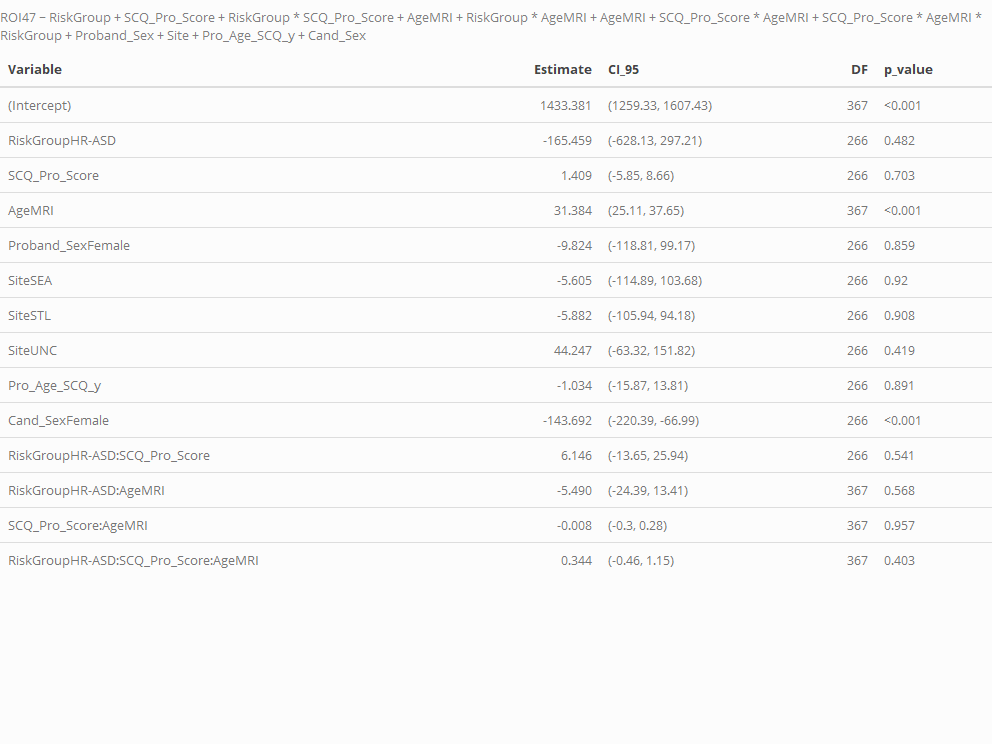 ROI47 ~ RiskGroup + SCQ_Pro_Score + RiskGroup * SCQ_Pro_Score + AgeMRI + RiskGroup * AgeMRI + AgeMRI + SCQ_Pro_Score * AgeMRI + SCQ_Pro_Score * AgeMRI *
RiskGroup + Proband_Sex + Site + Pro_Age_SCQ_y + Cand_Sex
Variable Estimate CI_95 DF p_value
(Intercept) 1433.381 (1259.33, 1607.43) 367 <0.001
RiskGroupHR-ASD -165.459 (-628.13, 297.21) 266 0.482
SCQ_Pro_Score 1.409 (-5.85, 8.66) 266 0.703
AgeMRI 31.384 (25.11, 37.65) 367 <0.001
Proband_SexFemale -9.824 (-118.81, 99.17) 266 0.859
SiteSEA -5.605 (-114.89, 103.68) 266 0.92
SiteSTL -5.882 (-105.94, 94.18) 266 0.908
SiteUNC 44.247 (-63.32, 151.82) 266 0.419
Pro_Age_SCQ_y -1.034 (-15.87, 13.81) 266 0.891
Cand_SexFemale -143.692 (-220.39, -66.99) 266 <0.001
RiskGroupHR-ASD:SCQ_Pro_Score 6.146 (-13.65, 25.94) 266 0.541
RiskGroupHR-ASD:AgeMRI -5.490 (-24.39, 13.41) 367 0.568
SCQ_Pro_Score:AgeMRI -0.008 (-0.3, 0.28) 367 0.957
RiskGroupHR-ASD:SCQ_Pro_Score:AgeMRI 0.344 (-0.46, 1.15) 367 0.403